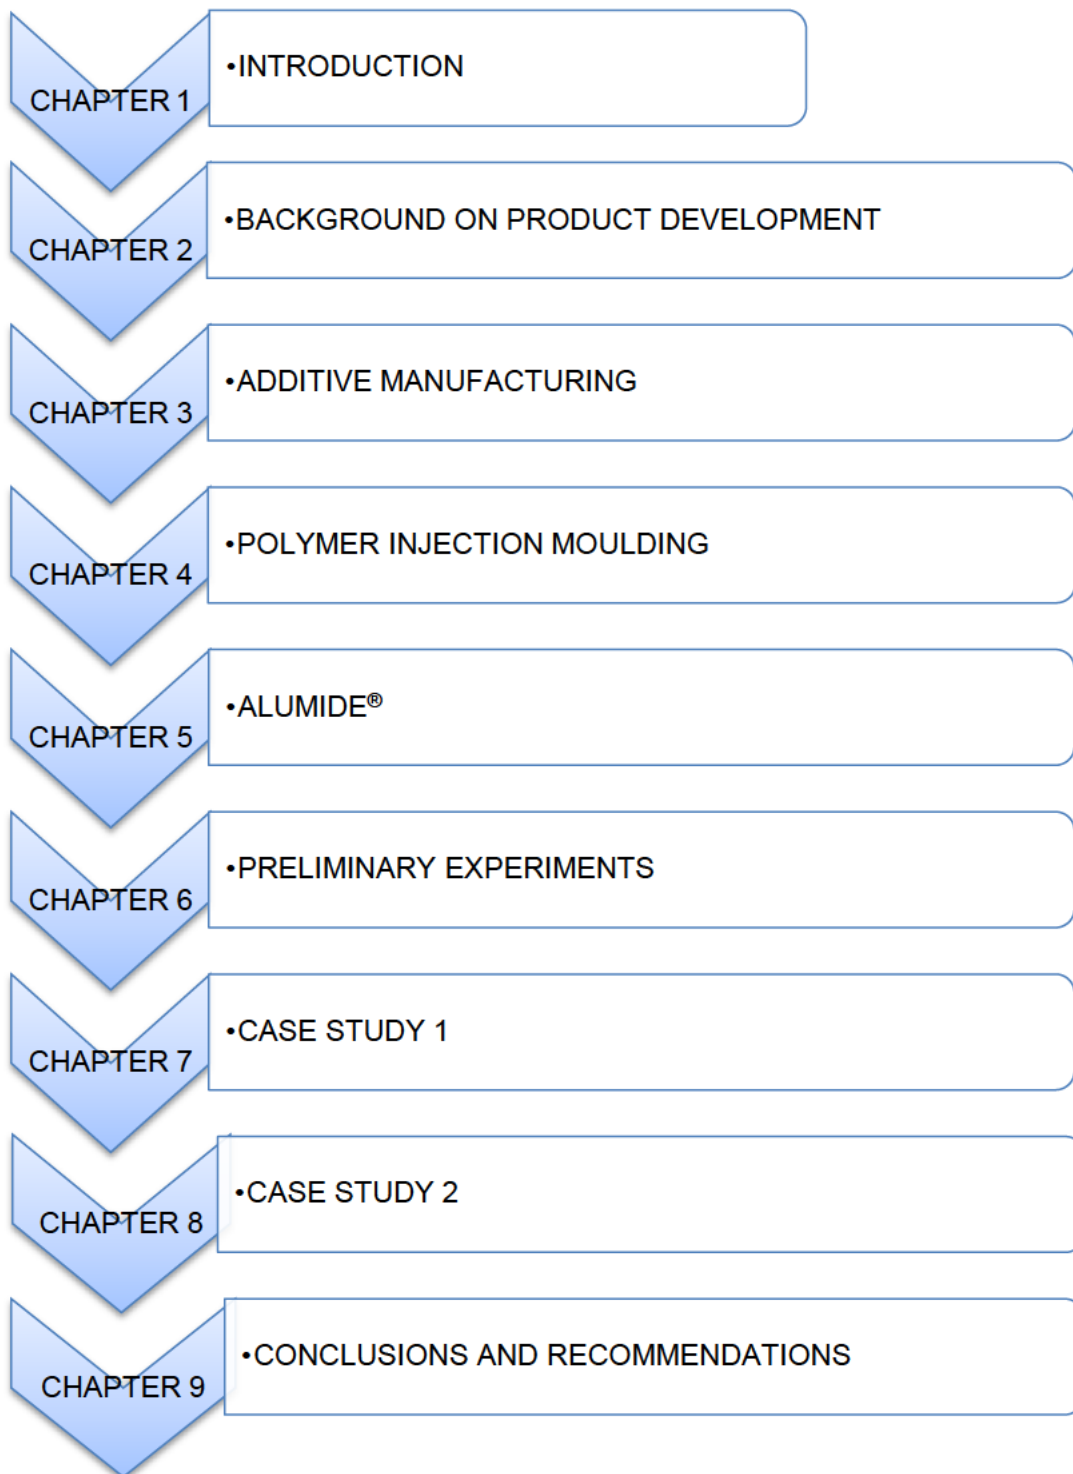 CHAPTER 1
•INTRODUCTION
CHAPTER 2
•BACKGROUND ON PRODUCT DEVELOPMENT
CHAPTER 3
•ADDITIVE MANUFACTURING
CHAPTER 4
•POLYMER INJECTION MOULDING
CHAPTER 5
•ALUMIDE®
CHAPTER 6
•PRELIMINARY EXPERIMENTS
CHAPTER 7
•CASE STUDY 1
CHAPTER 8
•CASE STUDY 2
CHAPTER 9
•CONCLUSIONS AND RECOMMENDATIONS